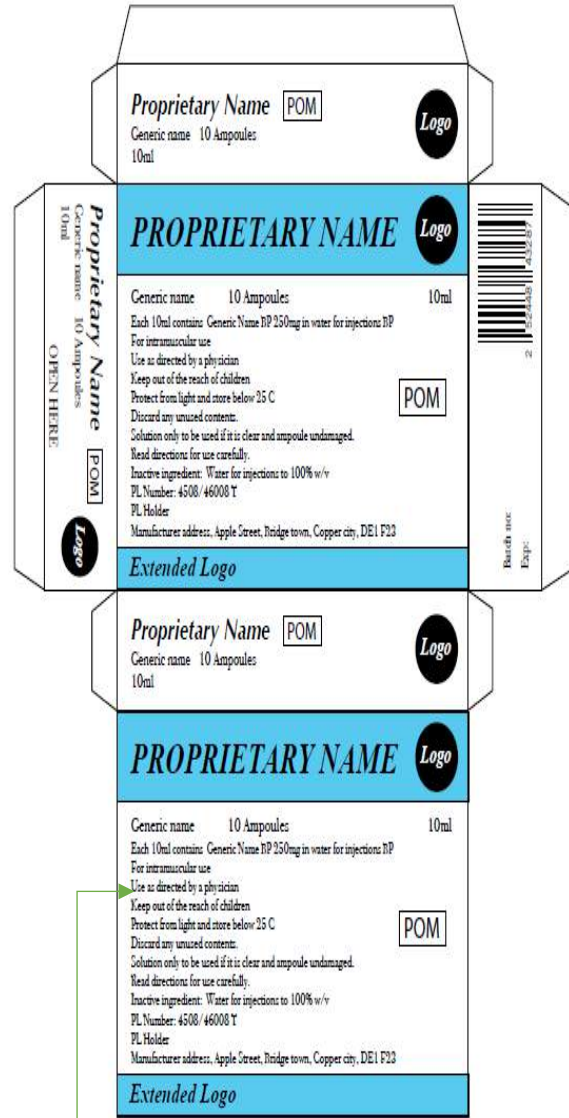 Proprietary Name POM
Generic name 10 Ampoules
10ml
Logo
PROPRIETARY NAME Logo
Generic name 10 Ampoules 10ml
Each 10ml contains Generic Name BP 250mg in water for injections BP
For intramuscular use
Use as directed by a physician
Keep out of the reach of children
Protect from light and store below 25 C
Discard any unused contents.
Solution only to be used if it is clear and ampoule undamaged.
Read directions for use carefully.
Inactive ingredient: Water for injections to 100% w/v
PL Number: 4508/46008 T
PL Holder
Manufacturer address, Apple Street, Bridge town, Copper city, DE1 F23
POM
Extended Logo
Proprietary Name POM
Generic name 10 Ampoules
10ml
OPEN HERE
Logo
2 52448 43287
Batch no:
Exp:
Proprietary Name POM
Generic name 10 Ampoules
10ml
Logo
PROPRIETARY NAME Logo
Generic name 10 Ampoules 10ml
Each 10ml contains Generic Name BP 250mg in water for injections BP
For intramuscular use
Use as directed by a physician
Keep out of the reach of children
Protect from light and store below 25 C
Discard any unused contents.
Solution only to be used if it is clear and ampoule undamaged.
Read directions for use carefully.
Inactive ingredient: Water for injections to 100% w/v
PL Number: 4508/46008 T
PL Holder
Manufacturer address, Apple Street, Bridge town, Copper city, DE1 F23
POM
Extended Logo